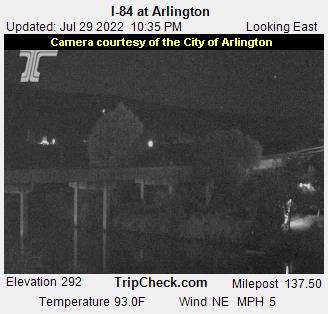 I-84 at Arlington
Updated: Jul 29 2022 10:35 PM Looking East
Camera courtesy of the City of Arlington
Elevation 292 TripCheck.com Milepost 137.50
Temperature 93.0F Wind NE MPH 5